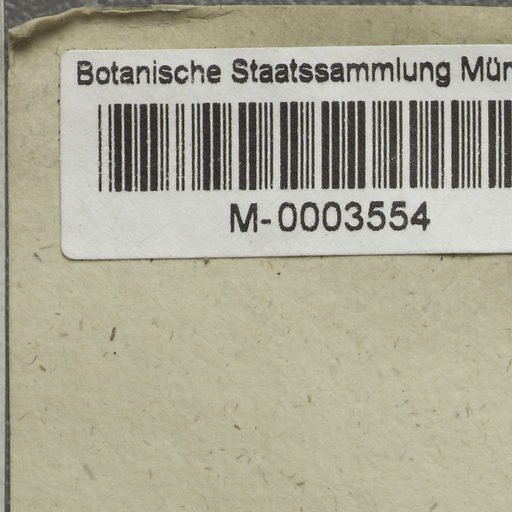 Botanische Staatssammlung Mün
M-0003554